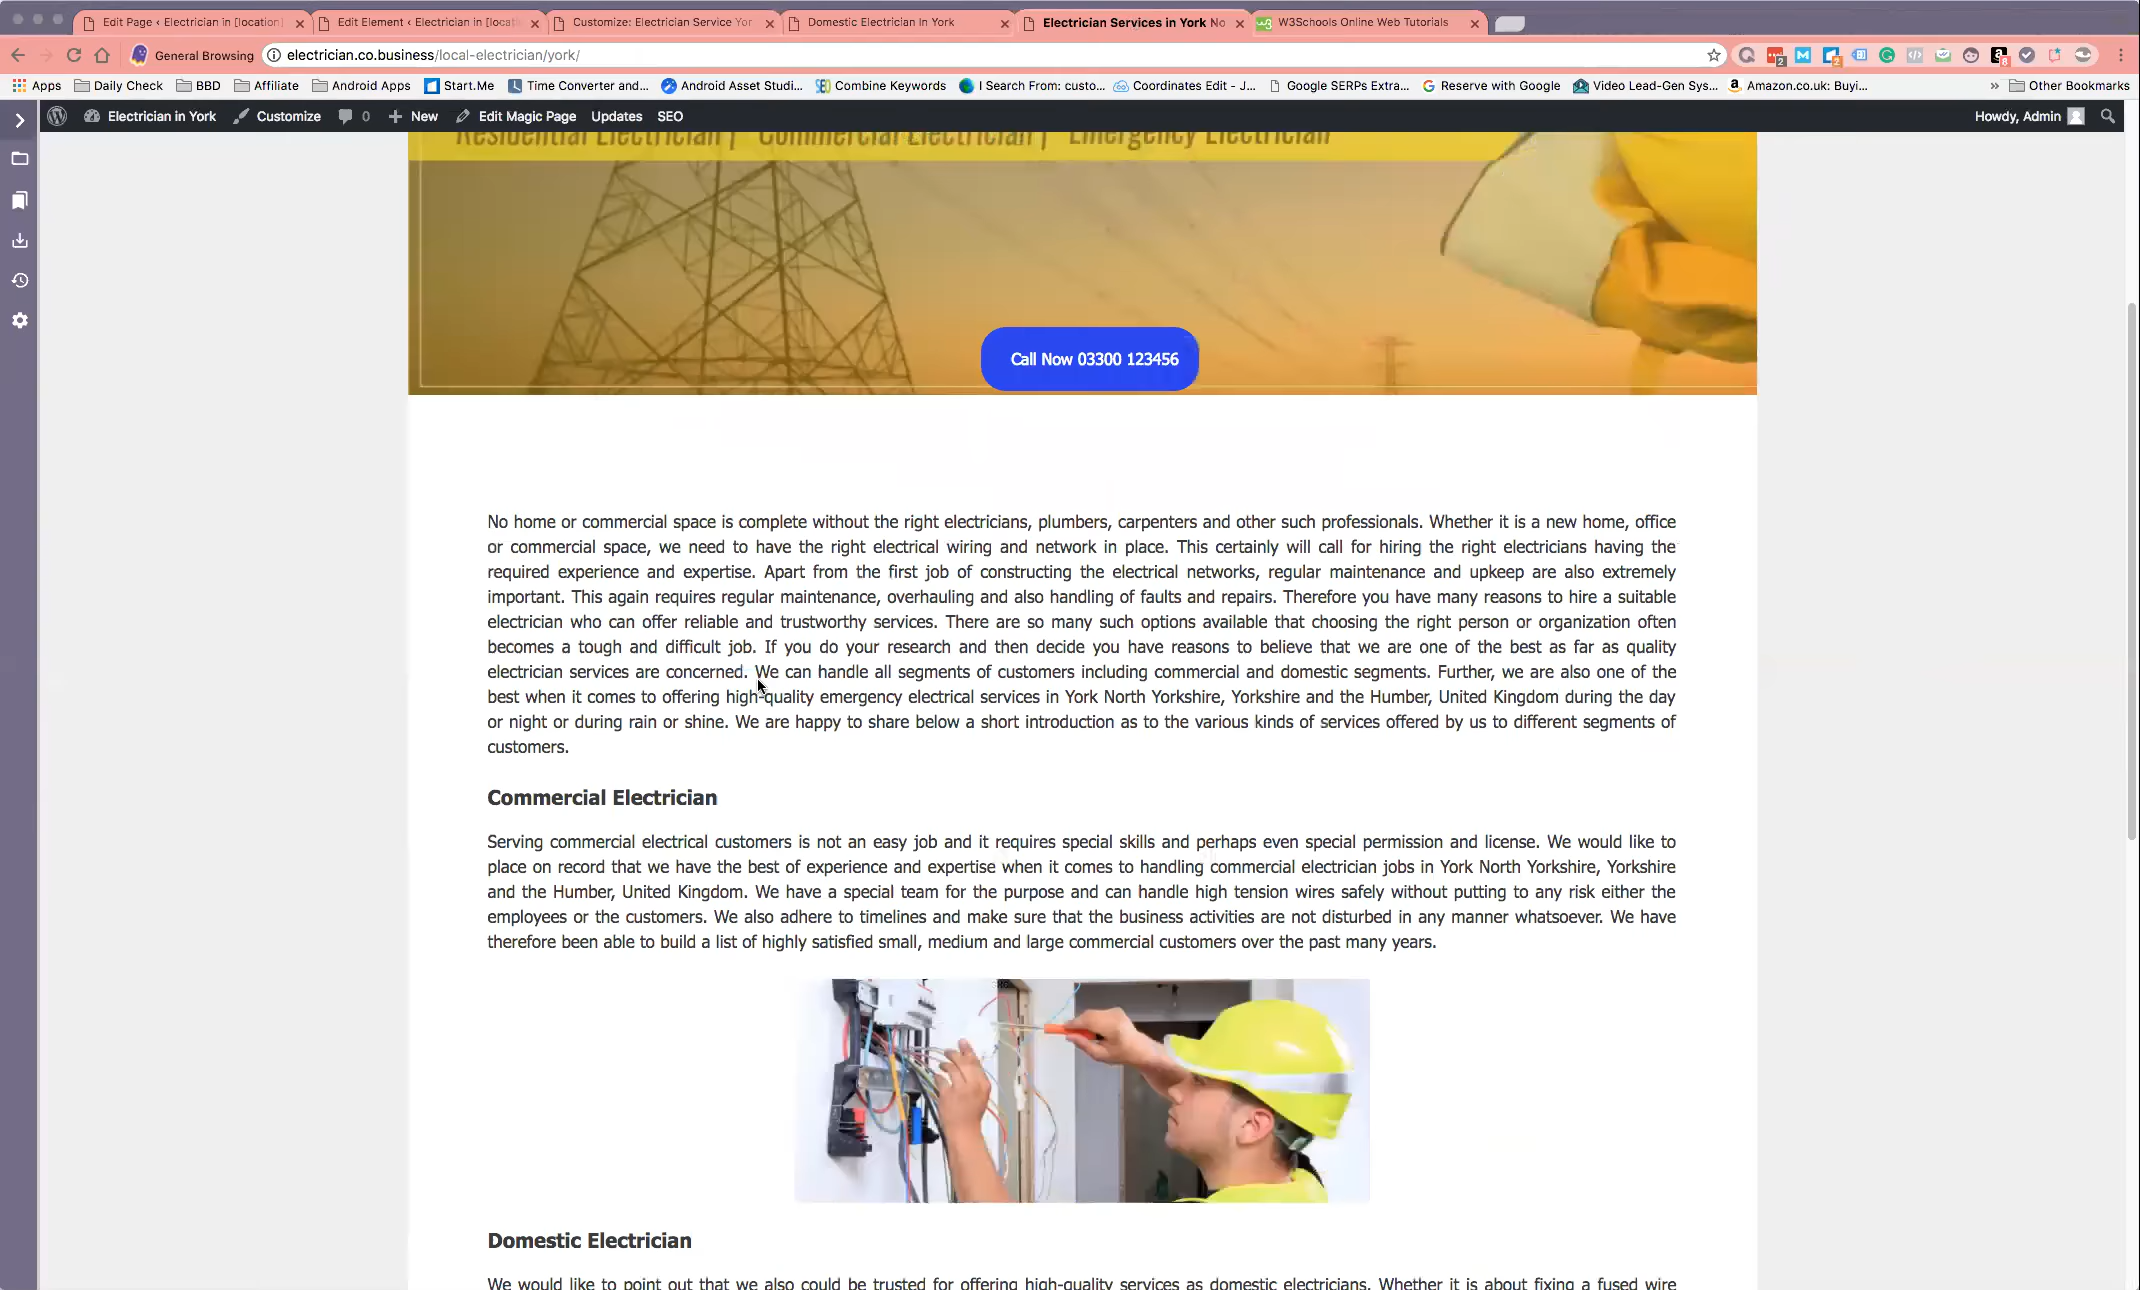 Edit Page ‹ Electrician in [location]
Edit Element ‹ Electrician in [locati
Customize: Electrician Service Yor
Domestic Electrician In York
Electrician Services in York No
W3Schools Online Web Tutorials
General Browsing
electrician.co.business/local-electrician/york/
Apps
Daily Check
BBD
Affiliate
Android Apps
Start.Me
Time Converter and...
Android Asset Studi...
Combine Keywords
I Search From: custo...
Coordinates Edit - J...
Google SERPs Extra...
Reserve with Google
Video Lead-Gen Sys...
Amazon.co.uk: Buyi...
»
Other Bookmarks
Electrician in York
Customize
0
New
Edit Magic Page
Updates
SEO
Howdy, Admin
Residential Electrician | Commercial Electrician | Emergency Electrician
Call Now 03300 123456
No home or commercial space is complete without the right electricians, plumbers, carpenters and other such professionals. Whether it is a new home, office
or commercial space, we need to have the right electrical wiring and network in place. This certainly will call for hiring the right electricians having the
required experience and expertise. Apart from the first job of constructing the electrical networks, regular maintenance and upkeep are also extremely
important. This again requires regular maintenance, overhauling and also handling of faults and repairs. Therefore you have many reasons to hire a suitable
electrician who can offer reliable and trustworthy services. There are so many such options available that choosing the right person or organization often
becomes a tough and difficult job. If you do your research and then decide you have reasons to believe that we are one of the best as far as quality
electrician services are concerned. We can handle all segments of customers including commercial and domestic segments. Further, we are also one of the
best when it comes to offering high-quality emergency electrical services in York North Yorkshire, Yorkshire and the Humber, United Kingdom during the day
or night or during rain or shine. We are happy to share below a short introduction as to the various kinds of services offered by us to different segments of
customers.
Commercial Electrician
Serving commercial electrical customers is not an easy job and it requires special skills and perhaps even special permission and license. We would like to
place on record that we have the best of experience and expertise when it comes to handling commercial electrician jobs in York North Yorkshire, Yorkshire
and the Humber, United Kingdom. We have a special team for the purpose and can handle high tension wires safely without putting to any risk either the
employees or the customers. We also adhere to timelines and make sure that the business activities are not disturbed in any manner whatsoever. We have
therefore been able to build a list of highly satisfied small, medium and large commercial customers over the past many years.
Domestic Electrician
We would like to point out that we also could be trusted for offering high-quality services as domestic electricians. Whether it is about fixing a fused wire